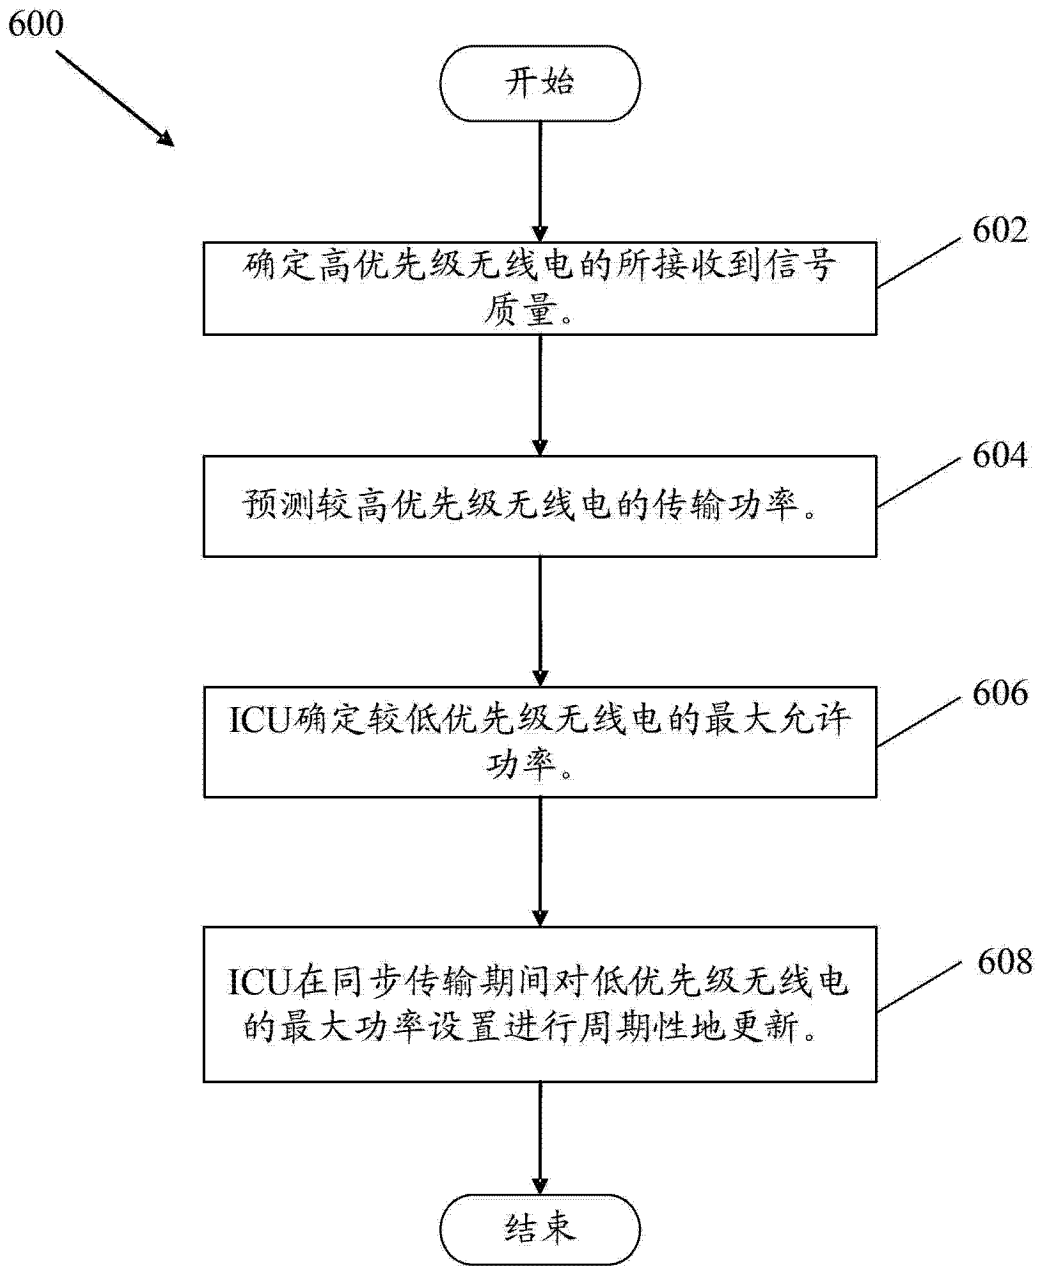 600
开始
602
确定高优先级无线电的所接收到信号
质量。
604
预测较高优先级无线电的传输功率。
606
ICU确定较低优先级无线电的最大允许
功率。
608
ICU在同步传输期间对低优先级无线电
的最大功率设置进行周期性地更新。
结束